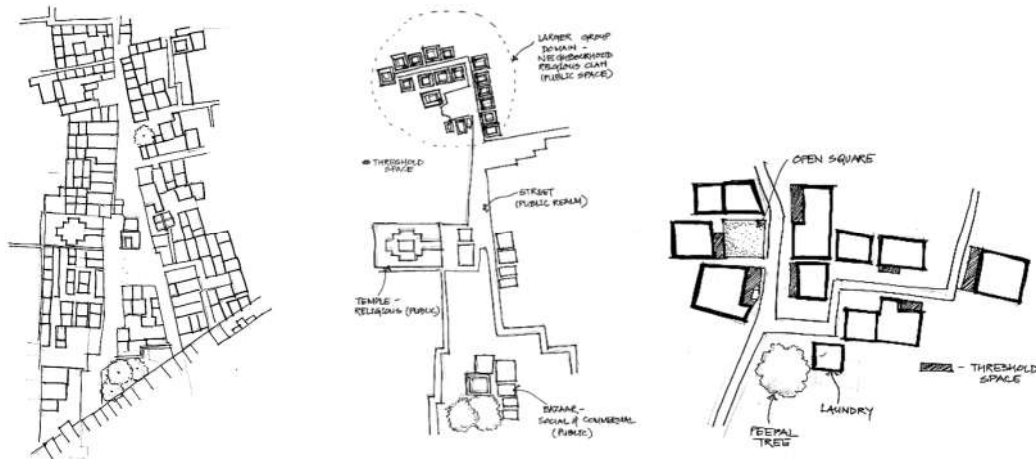 LARGER GROUP
DOMAIN -
NEIGHBOURHOOD
RELIGIOUS CLAN
(PUBLIC SPACE)
THRESHOLD
SPACE
STREET
(PUBLIC REALM)
TEMPLE -
RELIGIOUS (PUBLIC)
BAZAAR -
SOCIAL & COMMERCIAL
(PUBLIC)
OPEN SQUARE
- THRESHOLD
SPACE
LAUNDRY
PEEPAL
TREE